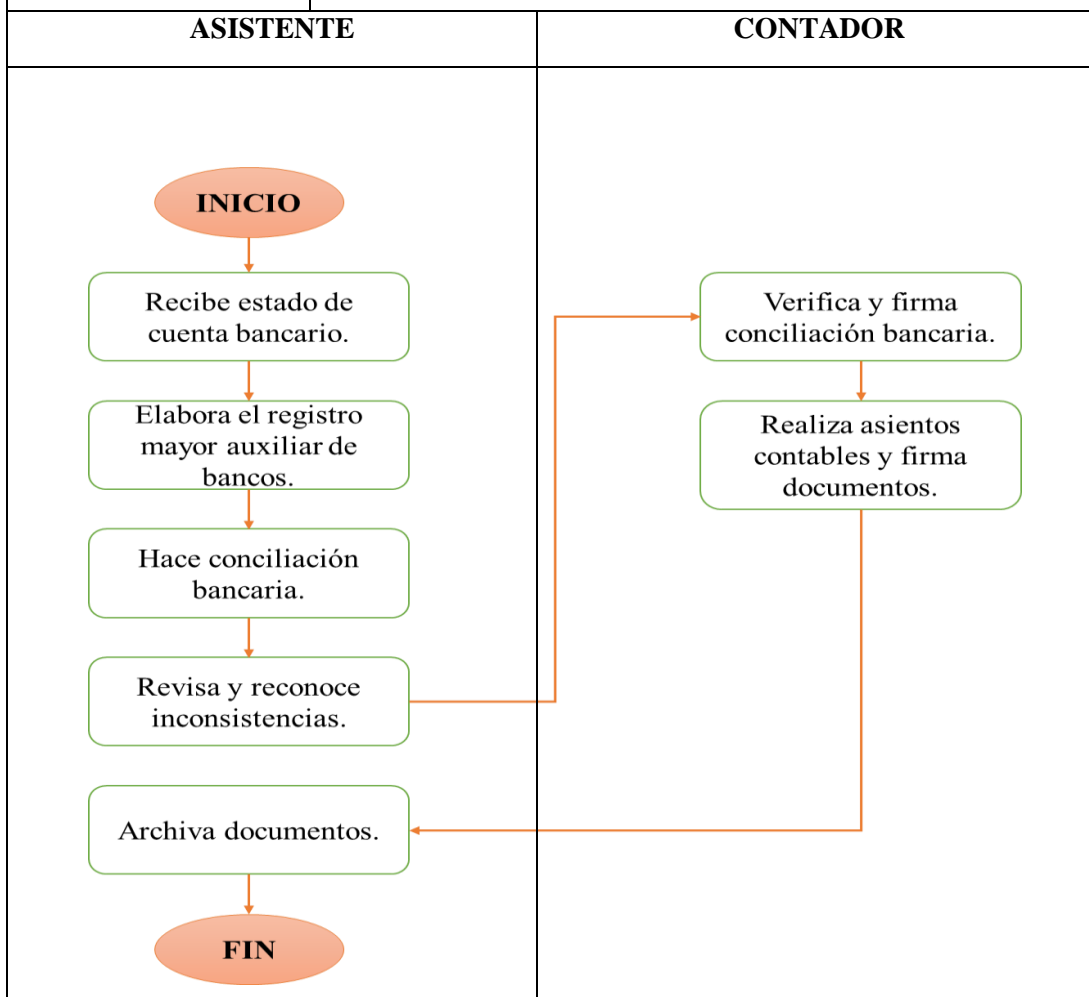 ASISTENTE
CONTADOR
INICIO
Recibe estado de
cuenta bancario.
Elabora el registro
mayor auxiliar de
bancos.
Hace conciliación
bancaria.
Revisa y reconoce
inconsistencias.
Verifica y firma
conciliación bancaria.
Realiza asientos
contables y firma
documentos.
Archiva documentos.
FIN